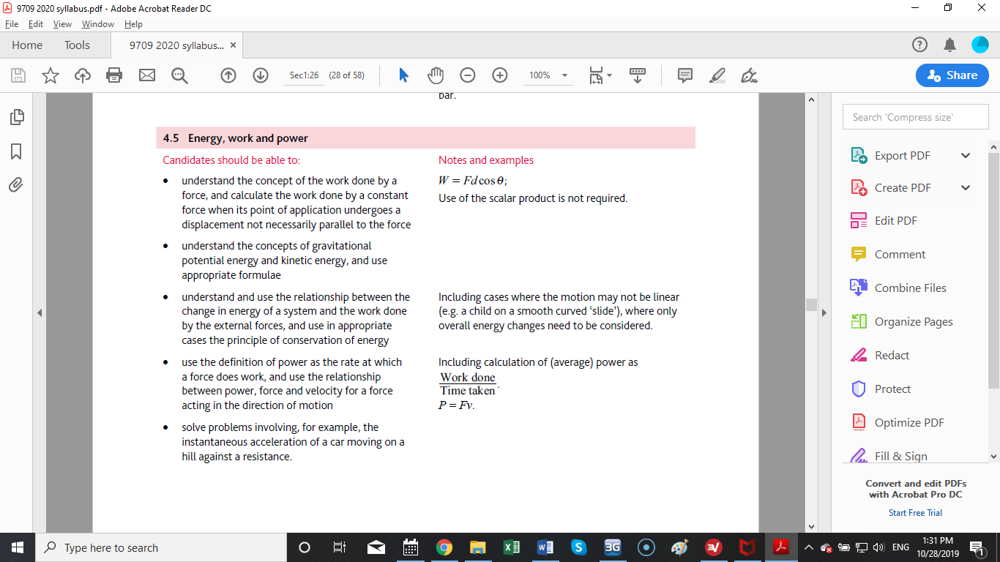 9709 2020 syllabus.pdf - Adobe Acrobat Reader DC
File Edit View Window Help
Home Tools 9709 2020 syllabus... ×
Sec1:26 (28 of 58) 100% Share
bar.
4.5 Energy, work and power
Candidates should be able to:
Notes and examples
• understand the concept of the work done by a
force, and calculate the work done by a constant
force when its point of application undergoes a
displacement not necessarily parallel to the force
W = Fd cos θ;
Use of the scalar product is not required.
• understand the concepts of gravitational
potential energy and kinetic energy, and use
appropriate formulae
• understand and use the relationship between the
change in energy of a system and the work done
by the external forces, and use in appropriate
cases the principle of conservation of energy
Including cases where the motion may not be linear
(e.g. a child on a smooth curved ‘slide’), where only
overall energy changes need to be considered.
• use the definition of power as the rate at which
a force does work, and use the relationship
between power, force and velocity for a force
acting in the direction of motion
Including calculation of (average) power as
Work done
Time taken.
P = Fv.
• solve problems involving, for example, the
instantaneous acceleration of a car moving on a
hill against a resistance.
Search 'Compress size'
Export PDF
Create PDF
Edit PDF
Comment
Combine Files
Organize Pages
Redact
Protect
Optimize PDF
Fill & Sign
Convert and edit PDFs
with Acrobat Pro DC
Start Free Trial
Type here to search
3G
ENG
1:31 PM
10/28/2019
1